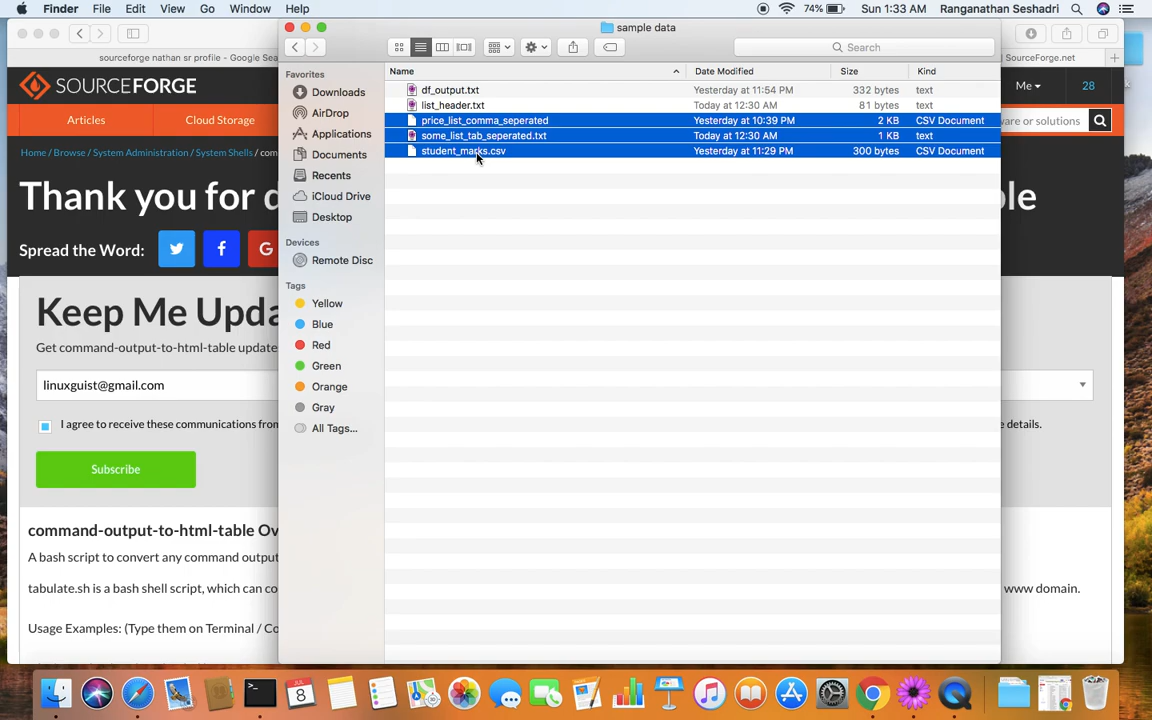 Finder File Edit View Go Window Help 74% Sun 1:33 AM Ranganathan Seshadri
sample data
Search
sourceforge nathan sr profile - Google Sea
SourceForge.net
SOURCEFORGE
Me 28
Articles Cloud Storage
ware or solutions
Home / Browse / System Administration / System Shells / com
Thank you for d
le
Spread the Word:
Keep Me Upda
Get command-output-to-html-table update
linuxguist@gmail.com
I agree to receive these communications from
e details.
Subscribe
command-output-to-html-table Ov
A bash script to convert any command output
tabulate.sh is a bash shell script, which can co
www domain.
Usage Examples: (Type them on Terminal / Co
Favorites
Downloads
AirDrop
Applications
Documents
Recents
iCloud Drive
Desktop
Devices
Remote Disc
Tags
Yellow
Blue
Red
Green
Orange
Gray
All Tags...
Name Date Modified Size Kind
df_output.txt Yesterday at 11:54 PM 332 bytes text
list_header.txt Today at 12:30 AM 81 bytes text
price_list_comma_seperated Yesterday at 10:39 PM 2 KB CSV Document
some_list_tab_seperated.txt Today at 12:30 AM 1 KB text
student_marks.csv Yesterday at 11:29 PM 300 bytes CSV Document
8